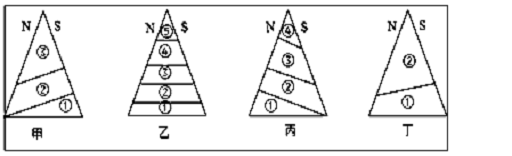 N S N S N S N S
③ ② ①
⑤ ④ ③ ② ①
④ ③ ② ①
② ①
甲 乙 丙 丁